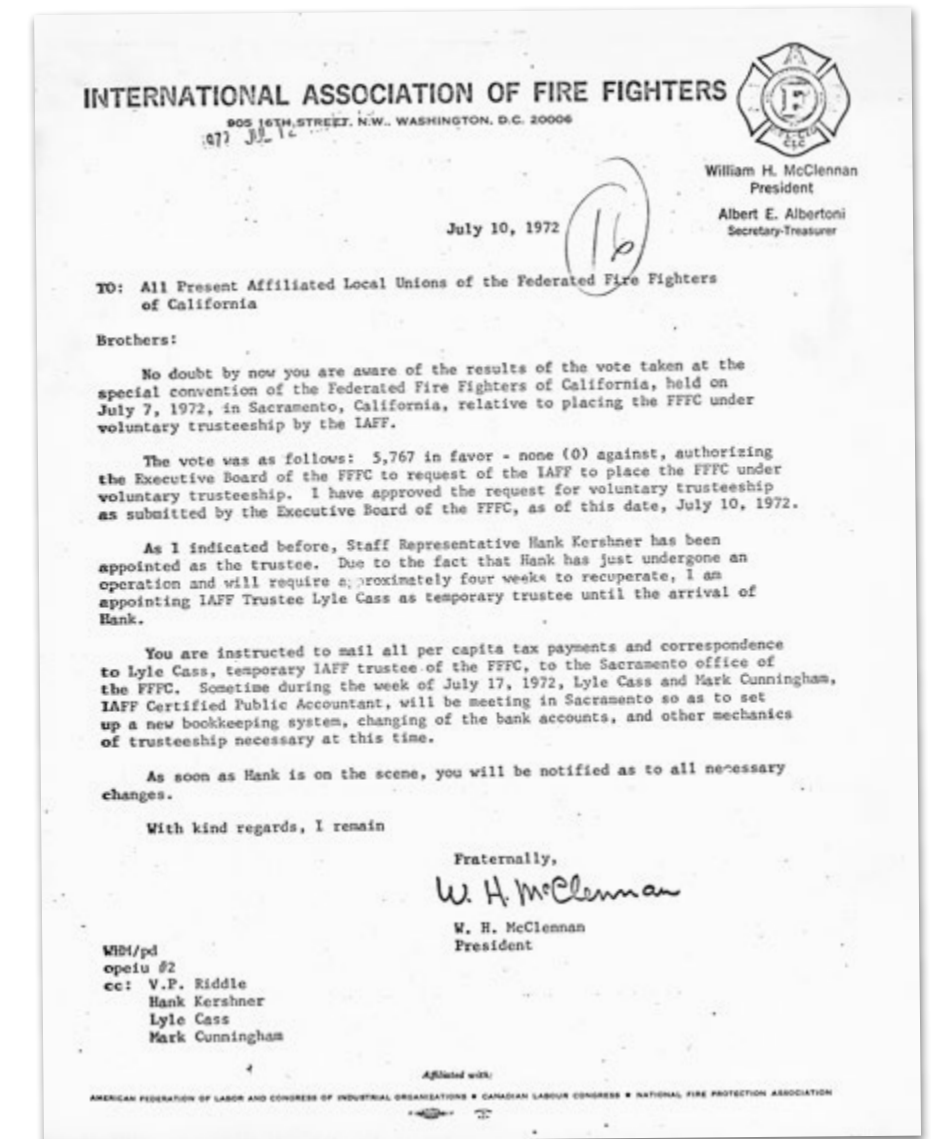 INTERNATIONAL ASSOCIATION OF FIRE FIGHTERS
905 16TH STREET, N.W., WASHINGTON, D.C. 20006
JUL 12
William H. McClennan
President
Albert E. Albertoni
Secretary-Treasurer
July 10, 1972
16
TO: All Present Affiliated Local Unions of the Federated Fire Fighters
of California
Brothers:
No doubt by now you are aware of the results of the vote taken at the
special convention of the Federated Fire Fighters of California, held on
July 7, 1972, in Sacramento, California, relative to placing the FFFC under
voluntary trusteeship by the IAFF.
The vote was as follows: 5,767 in favor - none (0) against, authorizing
the Executive Board of the FFFC to request of the IAFF to place the FFFC under
voluntary trusteeship. I have approved the request for voluntary trusteeship
as submitted by the Executive Board of the FFFC, as of this date, July 10, 1972.
As I indicated before, Staff Representative Hank Kershner has been
appointed as the trustee. Due to the fact that Hank has just undergone an
operation and will require approximately four weeks to recuperate, I am
appointing IAFF Trustee Lyle Cass as temporary trustee until the arrival of
Hank.
You are instructed to mail all per capita tax payments and correspondence
to Lyle Cass, temporary IAFF trustee of the FFFC, to the Sacramento office of
the FFFC. Sometime during the week of July 17, 1972, Lyle Cass and Mark Cunningham,
IAFF Certified Public Accountant, will be meeting in Sacramento so as to set
up a new bookkeeping system, changing of the bank accounts, and other mechanics
of trusteeship necessary at this time.
As soon as Hank is on the scene, you will be notified as to all necessary
changes.
With kind regards, I remain
Fraternally,
W. H. McClennan
W. H. McClennan
President
WHM/pd
opeiu #2
cc: V.P. Riddle
Hank Kershner
Lyle Cass
Mark Cunningham
Affiliated with:
AMERICAN FEDERATION OF LABOR AND CONGRESS OF INDUSTRIAL ORGANIZATIONS • CANADIAN LABOUR CONGRESS • NATIONAL FIRE PROTECTION ASSOCIATION